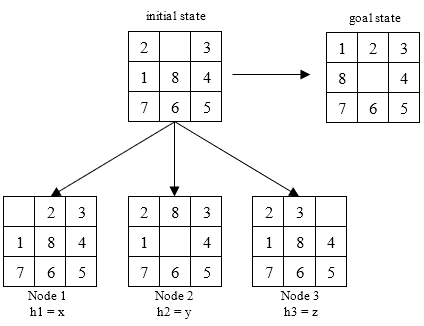 initial state
2 3
1 8 4
7 6 5
goal state
1 2 3
8 4
7 6 5
2 3
1 8 4
7 6 5
Node 1
h1 = x
2 8 3
1 4
7 6 5
Node 2
h2 = y
2 3
1 8 4
7 6 5
Node 3
h3 = z